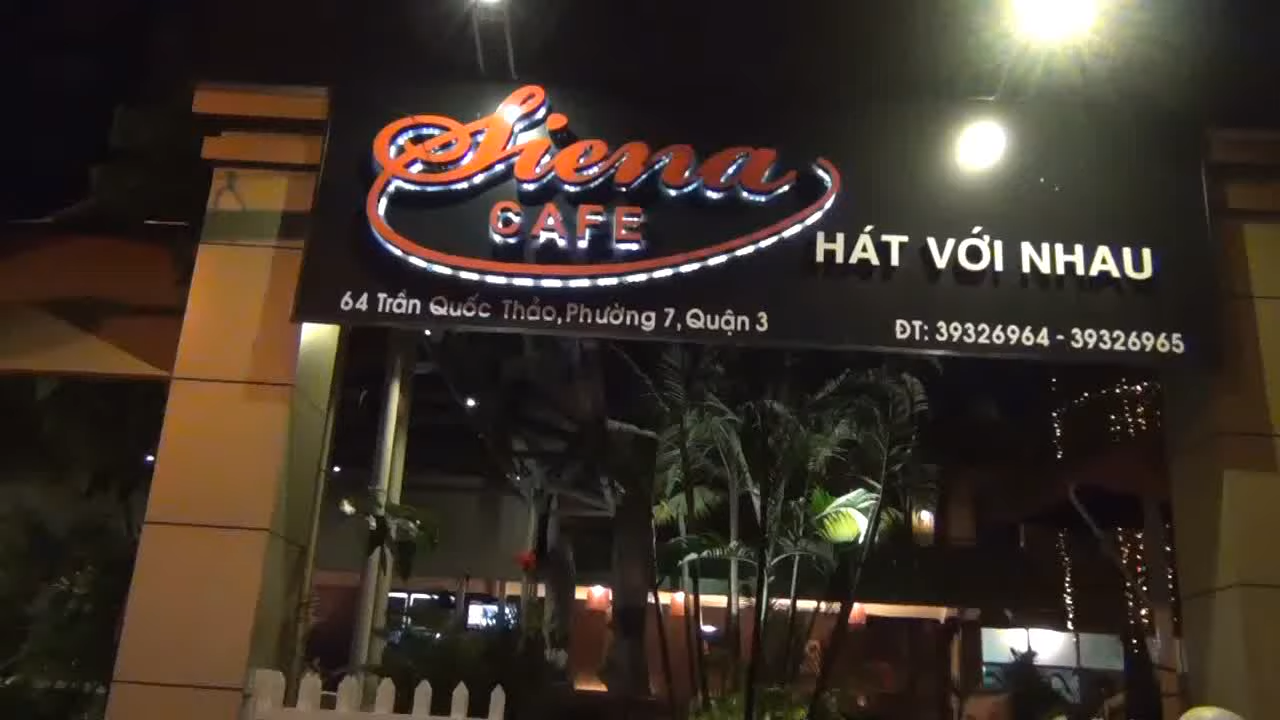 Siena
CAFE
HÁT VỚI NHAU
64 Trần Quốc Thảo, Phường 7, Quận 3
ĐT: 39326964 - 39326965